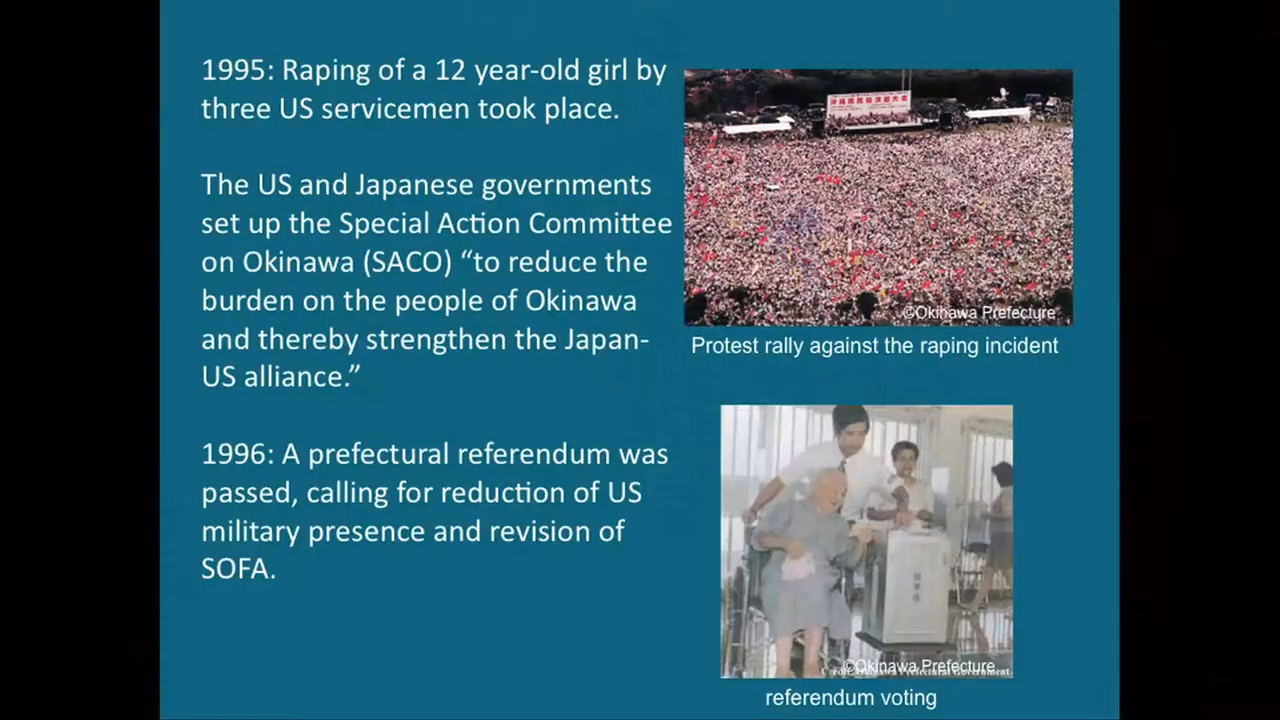 1995: Raping of a 12 year-old girl by
three US servicemen took place.
The US and Japanese governments
set up the Special Action Committee
on Okinawa (SACO) “to reduce the
burden on the people of Okinawa
and thereby strengthen the Japan-
US alliance.”
1996: A prefectural referendum was
passed, calling for reduction of US
military presence and revision of
SOFA.
©Okinawa Prefecture
Protest rally against the raping incident
©Okinawa Prefecture
referendum voting